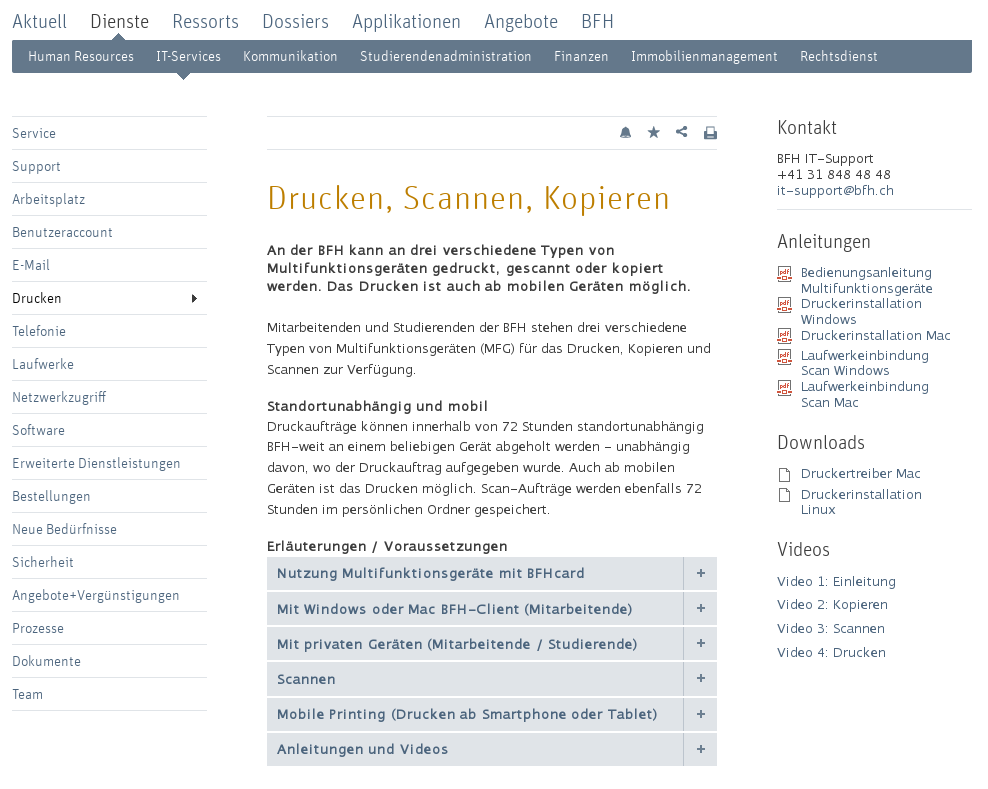 Aktuell Dienste Ressorts Dossiers Applikationen Angebote BFH
Human Resources IT-Services Kommunikation Studierendenadministration Finanzen Immobilienmanagement Rechtsdienst
Service
Support
Arbeitsplatz
Benutzeraccount
E-Mail
Drucken
Telefonie
Laufwerke
Netzwerkzugriff
Software
Erweiterte Dienstleistungen
Bestellungen
Neue Bedürfnisse
Sicherheit
Angebote+Vergünstigungen
Prozesse
Dokumente
Team
Drucken, Scannen, Kopieren
An der BFH kann an drei verschiedene Typen von
Multifunktionsgeräten gedruckt, gescannt oder kopiert
werden. Das Drucken ist auch ab mobilen Geräten möglich.
Mitarbeitenden und Studierenden der BFH stehen drei verschiedene
Typen von Multifunktionsgeräten (MFG) für das Drucken, Kopieren und
Scannen zur Verfügung.
Standortunabhängig und mobil
Druckaufträge können innerhalb von 72 Stunden standortunabhängig
BFH-weit an einem beliebigen Gerät abgeholt werden – unabhängig
davon, wo der Druckauftrag aufgegeben wurde. Auch ab mobilen
Geräten ist das Drucken möglich. Scan-Aufträge werden ebenfalls 72
Stunden im persönlichen Ordner gespeichert.
Erläuterungen / Voraussetzungen
Nutzung Multifunktionsgeräte mit BFHcard +
Mit Windows oder Mac BFH-Client (Mitarbeitende) +
Mit privaten Geräten (Mitarbeitende / Studierende) +
Scannen +
Mobile Printing (Drucken ab Smartphone oder Tablet) +
Anleitungen und Videos +
Kontakt
BFH IT-Support
+41 31 848 48 48
it-support@bfh.ch
Anleitungen
Bedienungsanleitung
Multifunktionsgeräte
Druckerinstallation
Windows
Druckerinstallation Mac
Laufwerkeinbindung
Scan Windows
Laufwerkeinbindung
Scan Mac
Downloads
Druckertreiber Mac
Druckerinstallation
Linux
Videos
Video 1: Einleitung
Video 2: Kopieren
Video 3: Scannen
Video 4: Drucken